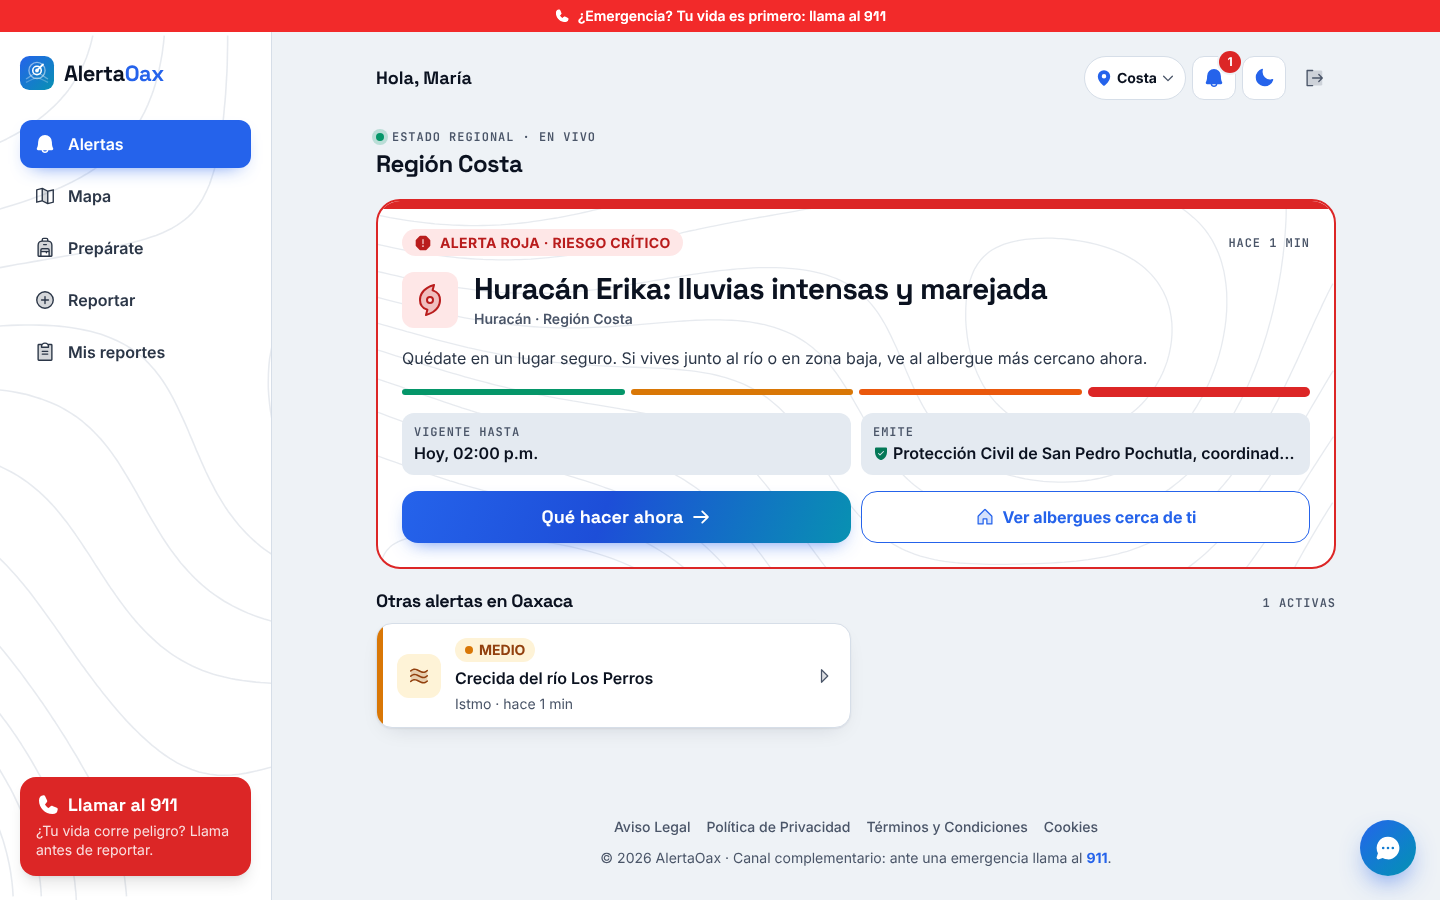 ¿Emergencia? Tu vida es primero: llama al 911
AlertaOax
Alertas
Mapa
Prepárate
Reportar
Mis reportes
Llamar al 911
¿Tu vida corre peligro? Llama
antes de reportar.
Hola, María
Costa
1
ESTADO REGIONAL · EN VIVO
Región Costa
ALERTA ROJA · RIESGO CRÍTICO
HACE 1 MIN
Huracán Erika: lluvias intensas y marejada
Huracán · Región Costa
Quédate en un lugar seguro. Si vives junto al río o en zona baja, ve al albergue más cercano ahora.
VIGENTE HASTA
Hoy, 02:00 p.m.
EMITE
Protección Civil de San Pedro Pochutla, coordinad...
Qué hacer ahora
Ver albergues cerca de ti
Otras alertas en Oaxaca
1 ACTIVAS
MEDIO
Crecida del río Los Perros
Istmo · hace 1 min
Aviso Legal Política de Privacidad Términos y Condiciones Cookies
© 2026 AlertaOax · Canal complementario: ante una emergencia llama al 911.